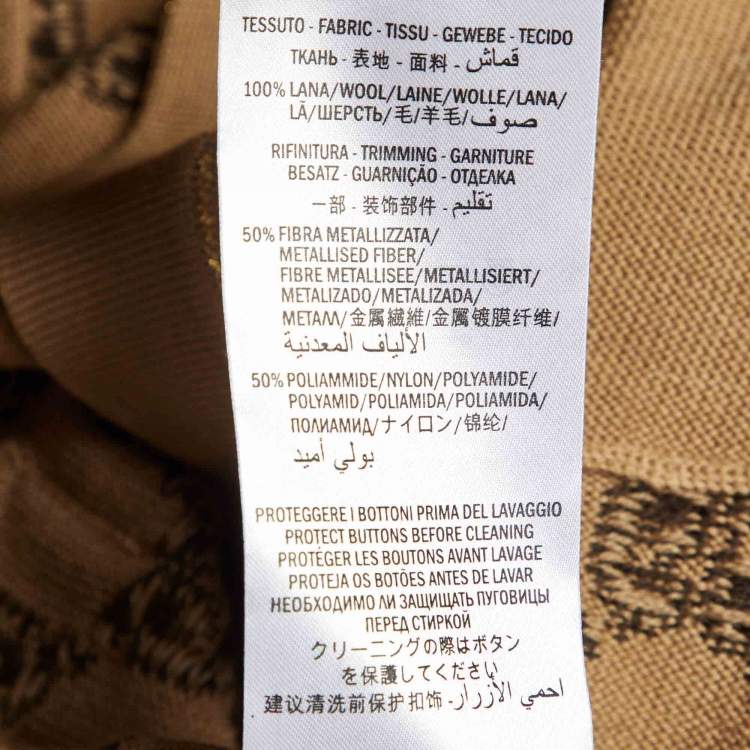 TESSUTO - FABRIC - TISSU - GEWEBE - TECIDO
ТКАНЬ - 表地 - 面料 - قماش
100% LANA/WOOL/LAINE/WOLLE/LANA/
LÃ/ШЕРСТЬ/毛/羊毛/صوف
RIFINITURA - TRIMMING - GARNITURE
BESATZ - GUARNIÇÃO - ОТДЕЛКА
一部 - 装饰部件 - تقليم
50% FIBRA METALLIZZATA/
METALLISED FIBER/
FIBRE METALLISEE/METALLISIERT/
METALIZADO/METALIZADA/
МЕТАЛЛ/金属繊維/金属镀膜纤维/
الألياف المعدنية
50% POLIAMMIDE/NYLON/POLYAMIDE/
POLYAMID/POLIAMIDA/POLIAMIDA/
ПОЛИАМИД/ナイロン/锦纶/
بولي أميد
PROTEGGERE I BOTTONI PRIMA DEL LAVAGGIO
PROTECT BUTTONS BEFORE CLEANING
PROTÉGER LES BOUTONS AVANT LAVAGE
PROTEJA OS BOTÕES ANTES DE LAVAR
НЕОБХОДИМО ЛИ ЗАЩИЩАТЬ ПУГОВИЦЫ
ПЕРЕД СТИРКОЙ
クリーニングの際はボタン
を保護してください
建议清洗前保护扣饰 - احمي الأزرار